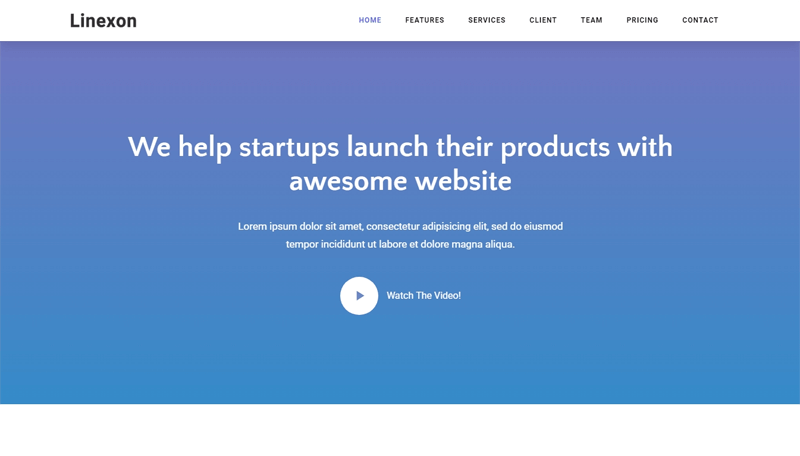 Linexon
HOME FEATURES SERVICES CLIENT TEAM PRICING CONTACT
We help startups launch their products with
awesome website
Lorem ipsum dolor sit amet, consectetur adipisicing elit, sed do eiusmod
tempor incididunt ut labore et dolore magna aliqua.
Watch The Video!